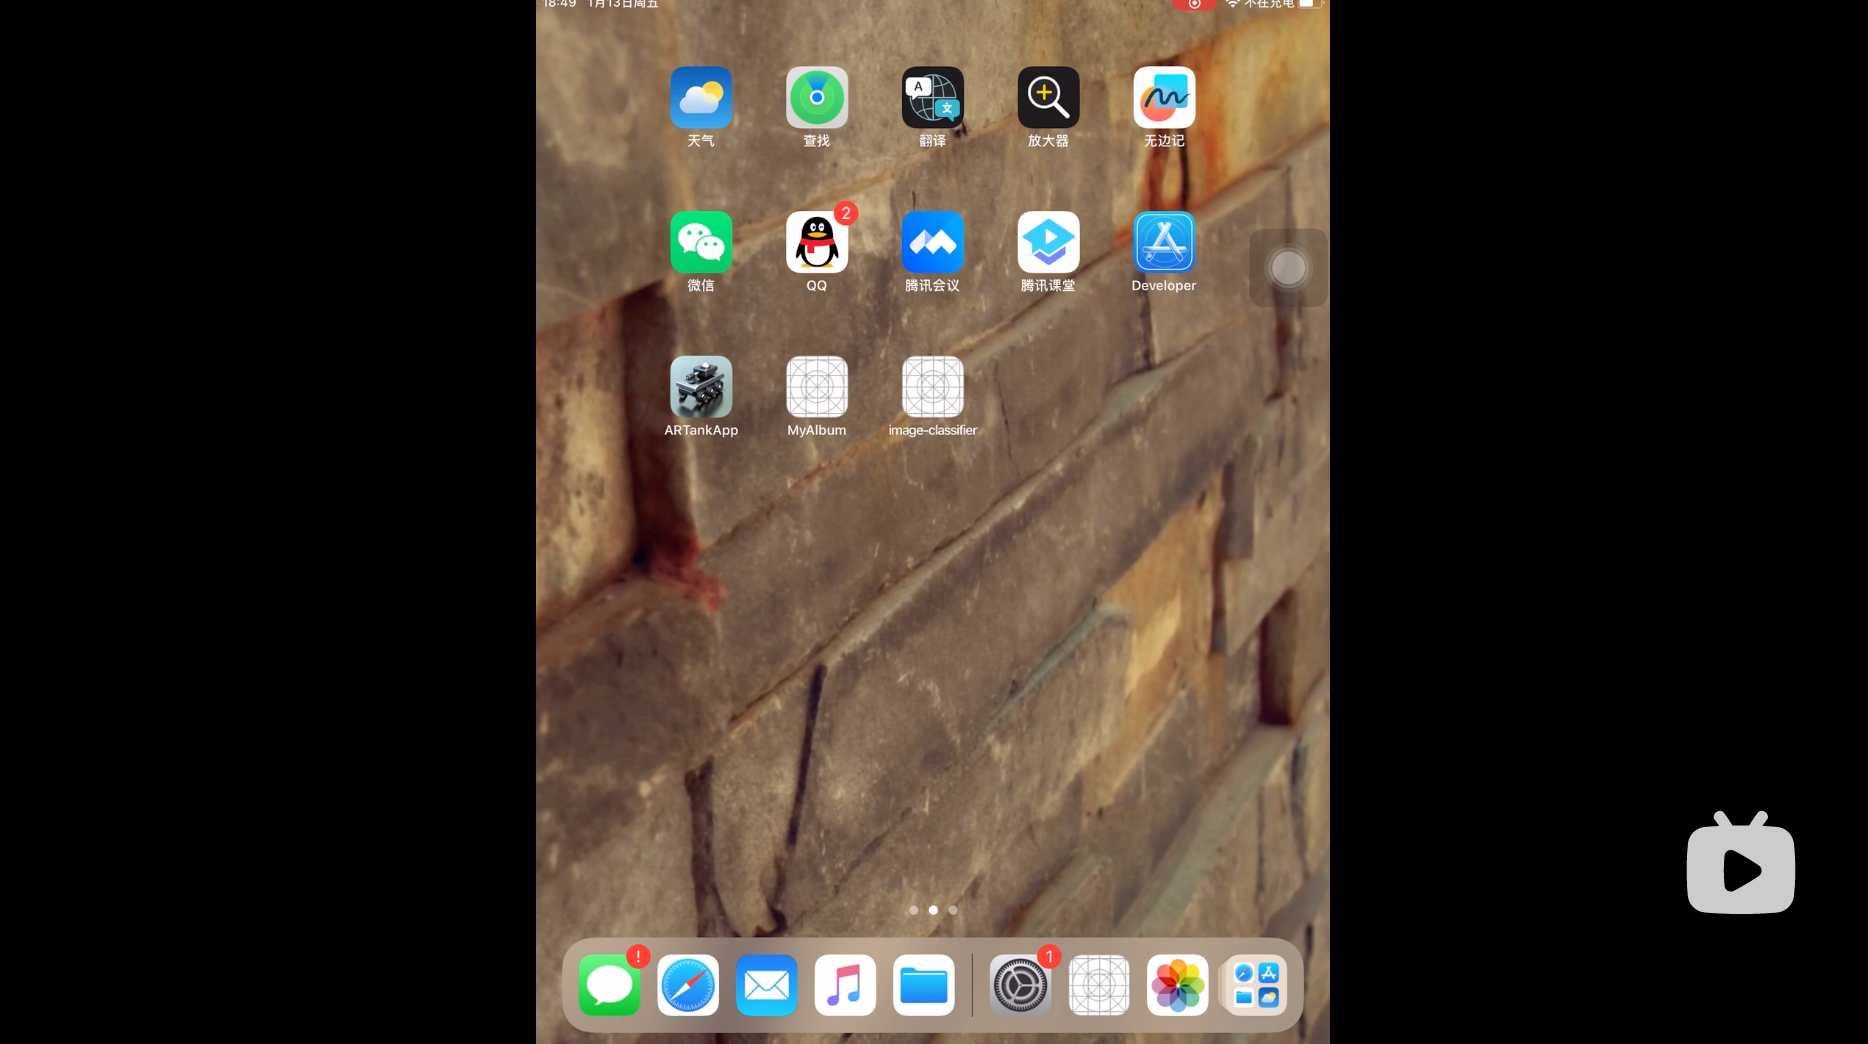 18:49 1月13日周五
不在充电
天气
查找
A
文
翻译
放大器
无边记
微信
2
QQ
腾讯会议
腾讯课堂
Developer
ARTankApp
MyAlbum
image-classifier
!
1